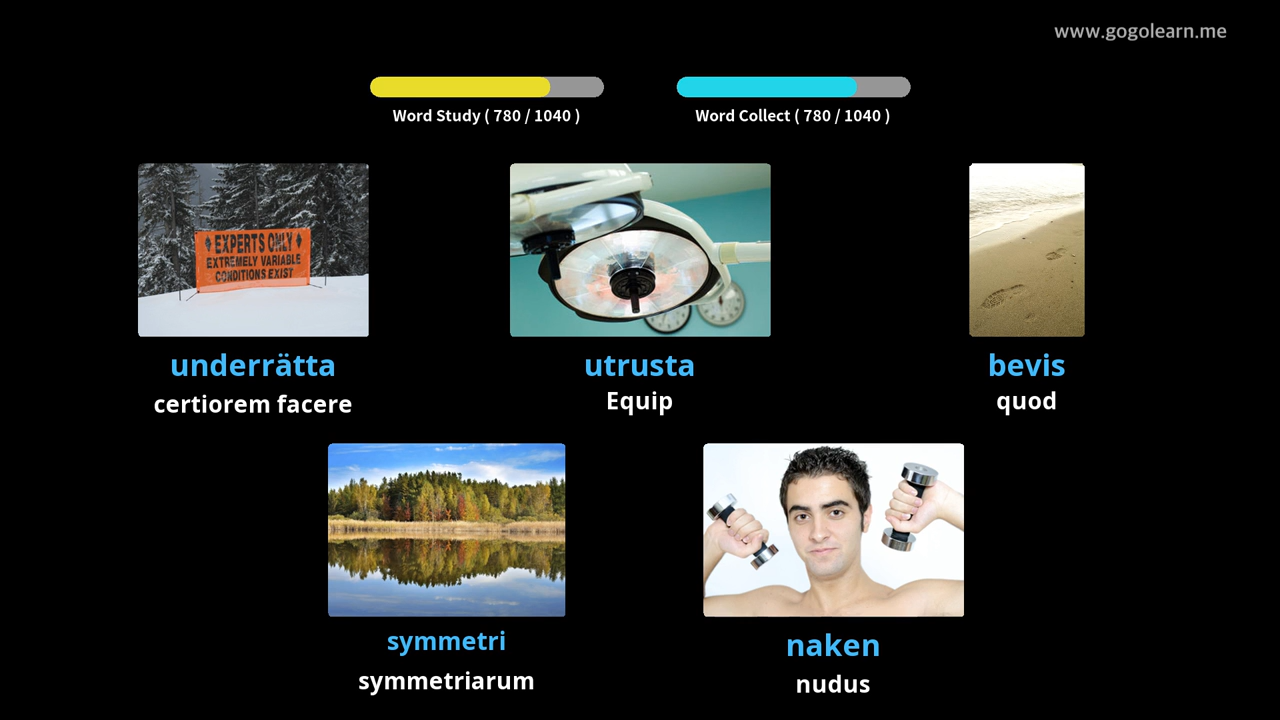 www.gogolearn.me
Word Study ( 780 / 1040 )
Word Collect ( 780 / 1040 )
EXPERTS ONLY
EXTREMELY VARIABLE
CONDITIONS EXIST
underrätta
certiorem facere
utrusta
Equip
bevis
quod
symmetri
symmetriarum
naken
nudus